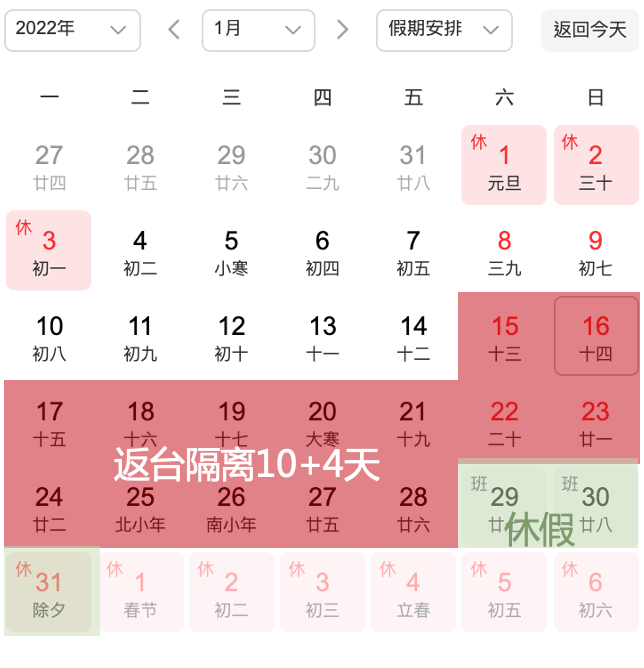 2022年 1月 假期安排 返回今天
一 二 三 四 五 六 日
27 28 29 30 31 休 1 休 2
廿四 廿五 廿六 二九 廿八 元旦 三十
休 3 4 5 6 7 8 9
初一 初二 小寒 初四 初五 三九 初七
10 11 12 13 14 15 16
初八 初九 初十 十一 十二 十三 十四
17 18 19 20 21 22 23
十五 十六 十七 大寒 十九 二十 廿一
返台隔离10+4天
24 25 26 27 28 班 29 班 30
廿二 北小年 南小年 廿五 廿六 廿七 廿八
休假
休 31 休 1 休 2 休 3 休 4 休 5 休 6
除夕 春节 初二 初三 立春 初五 初六